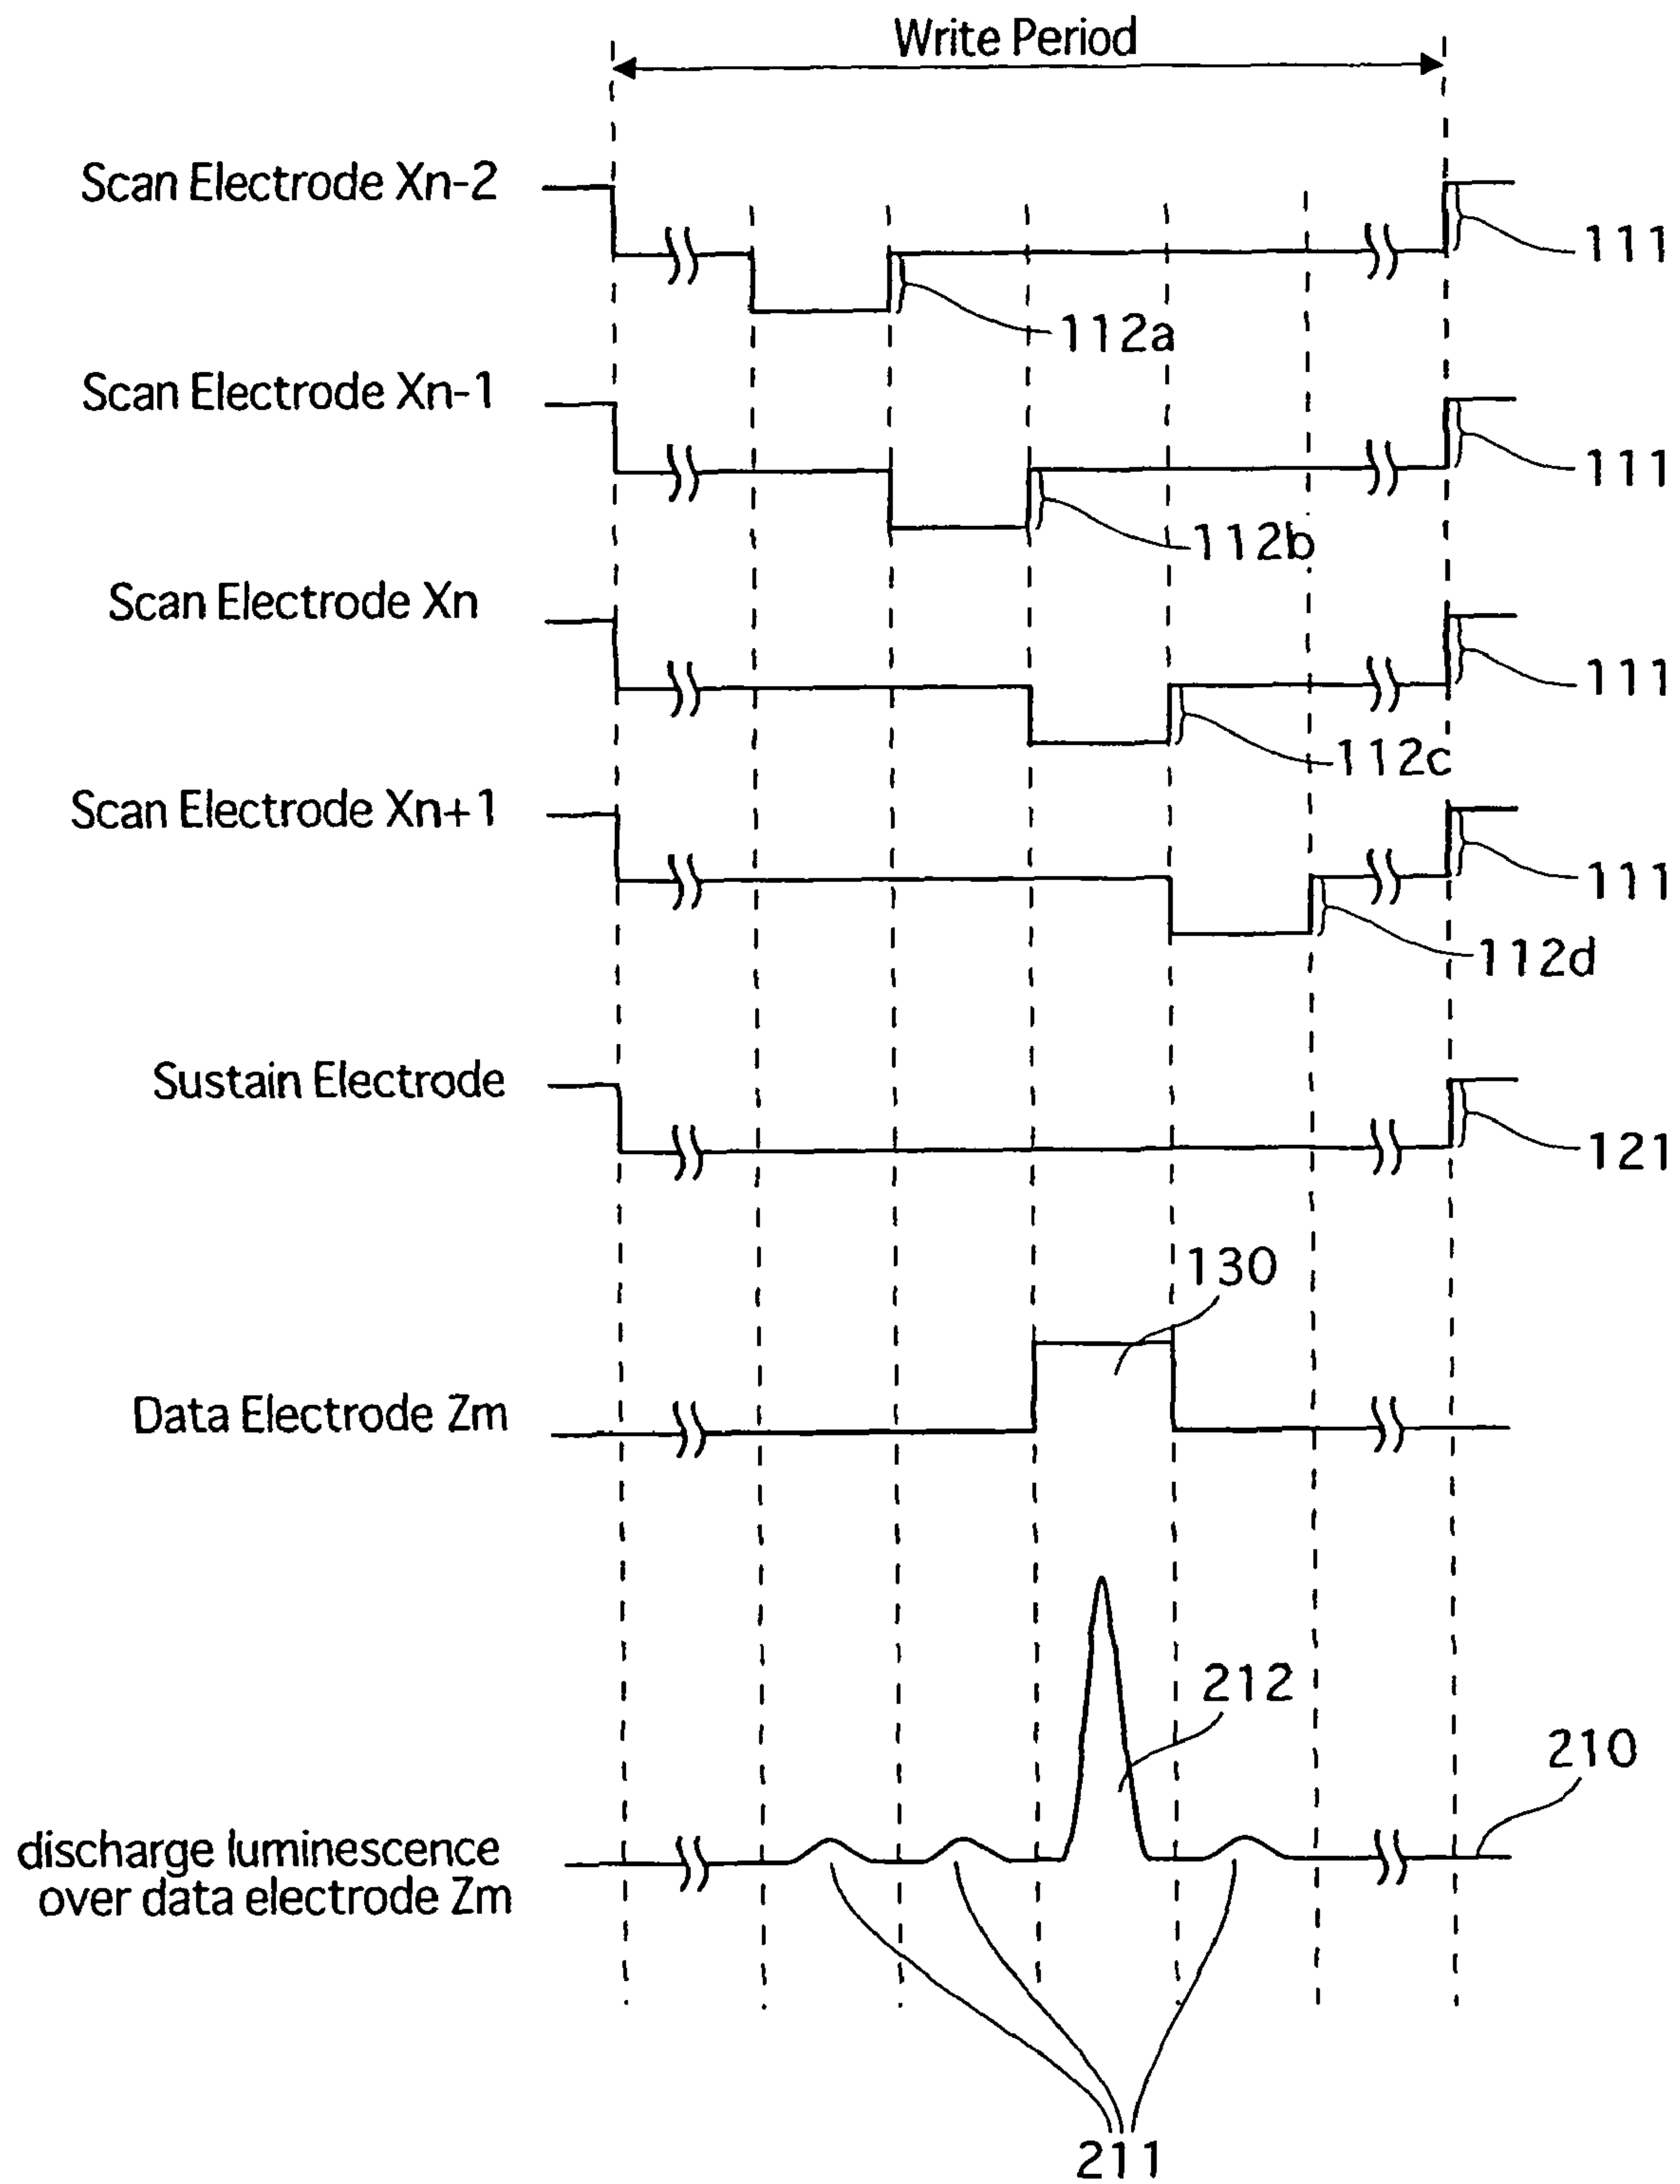 Write Period
Scan Electrode Xn-2
111
112a
Scan Electrode Xn-1
111
112b
Scan Electrode Xn
111
112c
Scan Electrode Xn+1
111
112d
Sustain Electrode
121
130
Data Electrode Zm
212
210
discharge luminescence
over data electrode Zm
211